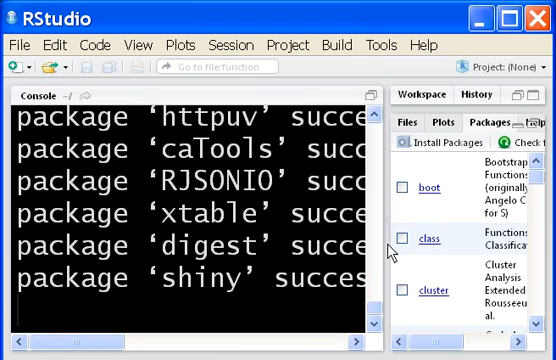 RStudio
File Edit Code View Plots Session Project Build Tools Help
Go to file/function Project: (None)
Console ~/
package ‘httpuv’ succe
package ‘caTools’ succ
package ‘RJSONIO’ succ
package ‘xtable’ succe
package ‘digest’ succe
package ‘shiny’ succes
Workspace History
Files Plots Packages Help
Install Packages Check f
boot
Bootstrap
Functions
(originally
Angelo C
for S)
class
Functions
Classificat
cluster
Cluster
Analysis
Extended
Rousseeu
al.